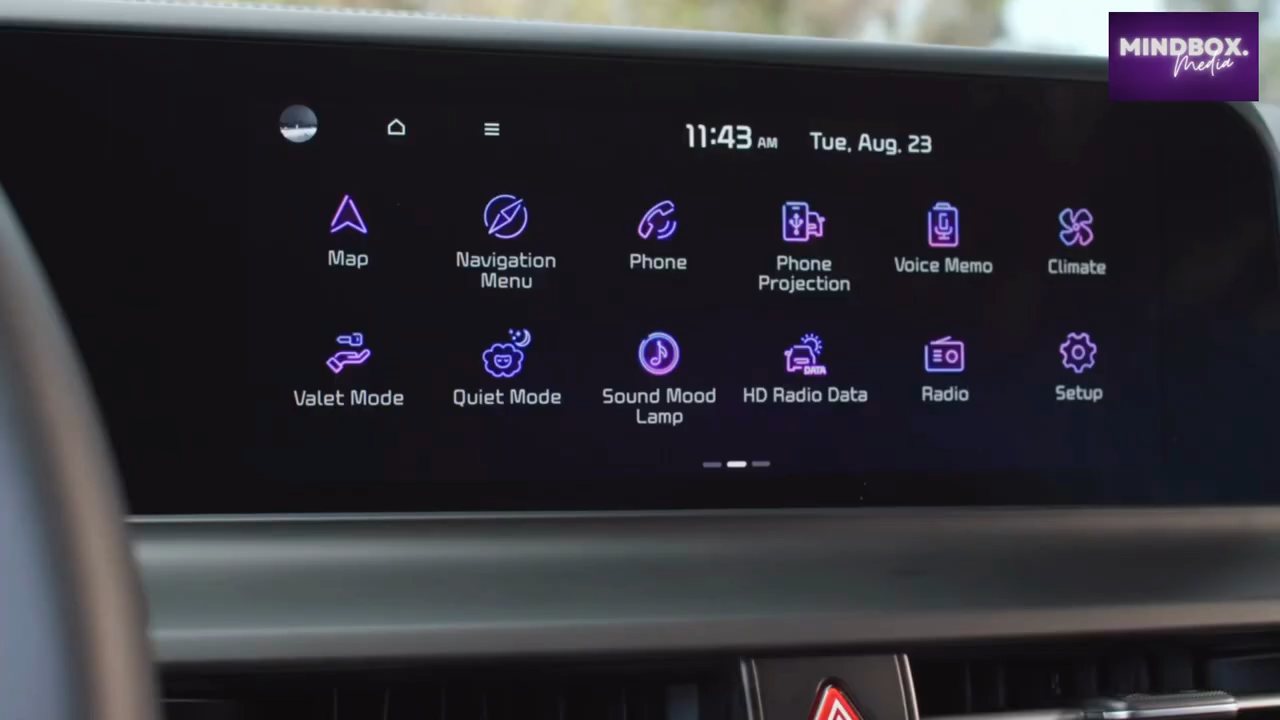 MINDBOX.
Media
11:43 AM Tue, Aug. 23
Map
Navigation
Menu
Phone
Phone
Projection
Voice Memo
Climate
Valet Mode
Quiet Mode
Sound Mood
Lamp
HD Radio Data
DATA
Radio
Setup